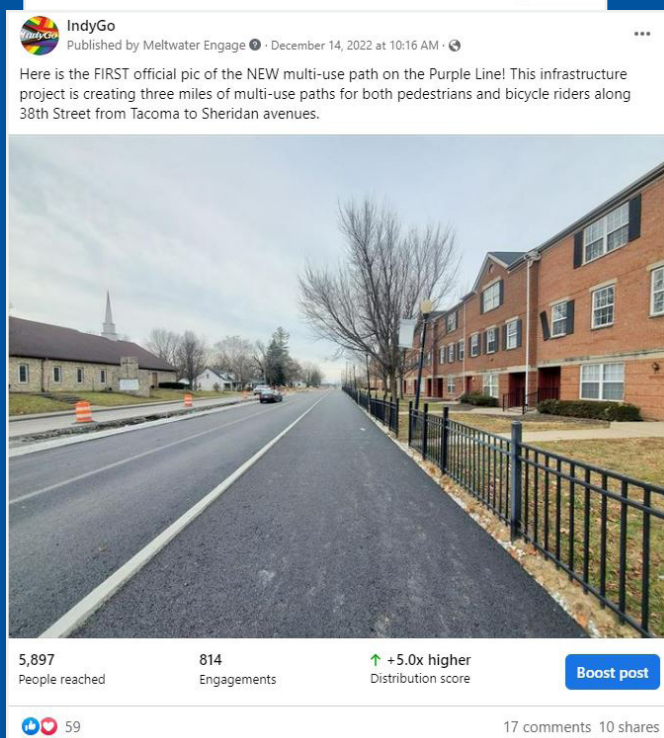 IndyGo
IndyGo
Published by Meltwater Engage · December 14, 2022 at 10:16 AM ·
Here is the FIRST official pic of the NEW multi-use path on the Purple Line! This infrastructure
project is creating three miles of multi-use paths for both pedestrians and bicycle riders along
38th Street from Tacoma to Sheridan avenues.
5,897
People reached
814
Engagements
+5.0x higher
Distribution score
Boost post
59
17 comments 10 shares